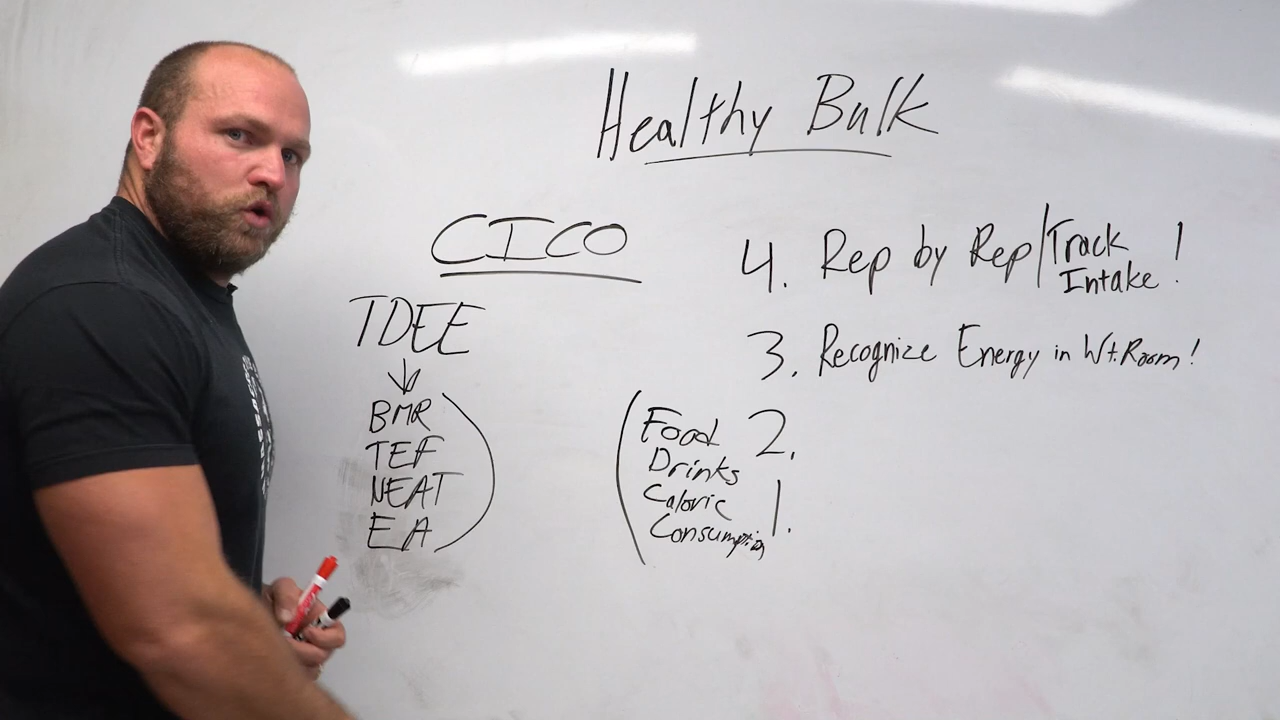 Healthy Bulk
CICO
TDEE
BMR
TEF
NEAT
EA
Food
Drinks
Caloric
Consumption
4. Rep by Rep/Track Intake!
3. Recognize Energy in Wt. Room!
2.
1.